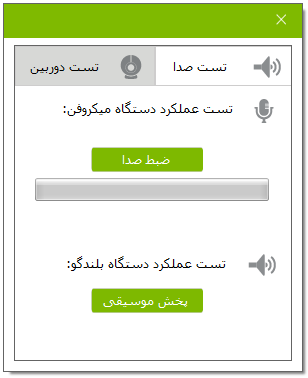 تست صدا
تست دوربین
تست عملکرد دستگاه میکروفن:
ضبط صدا
تست عملکرد دستگاه بلندگو:
پخش موسیقی